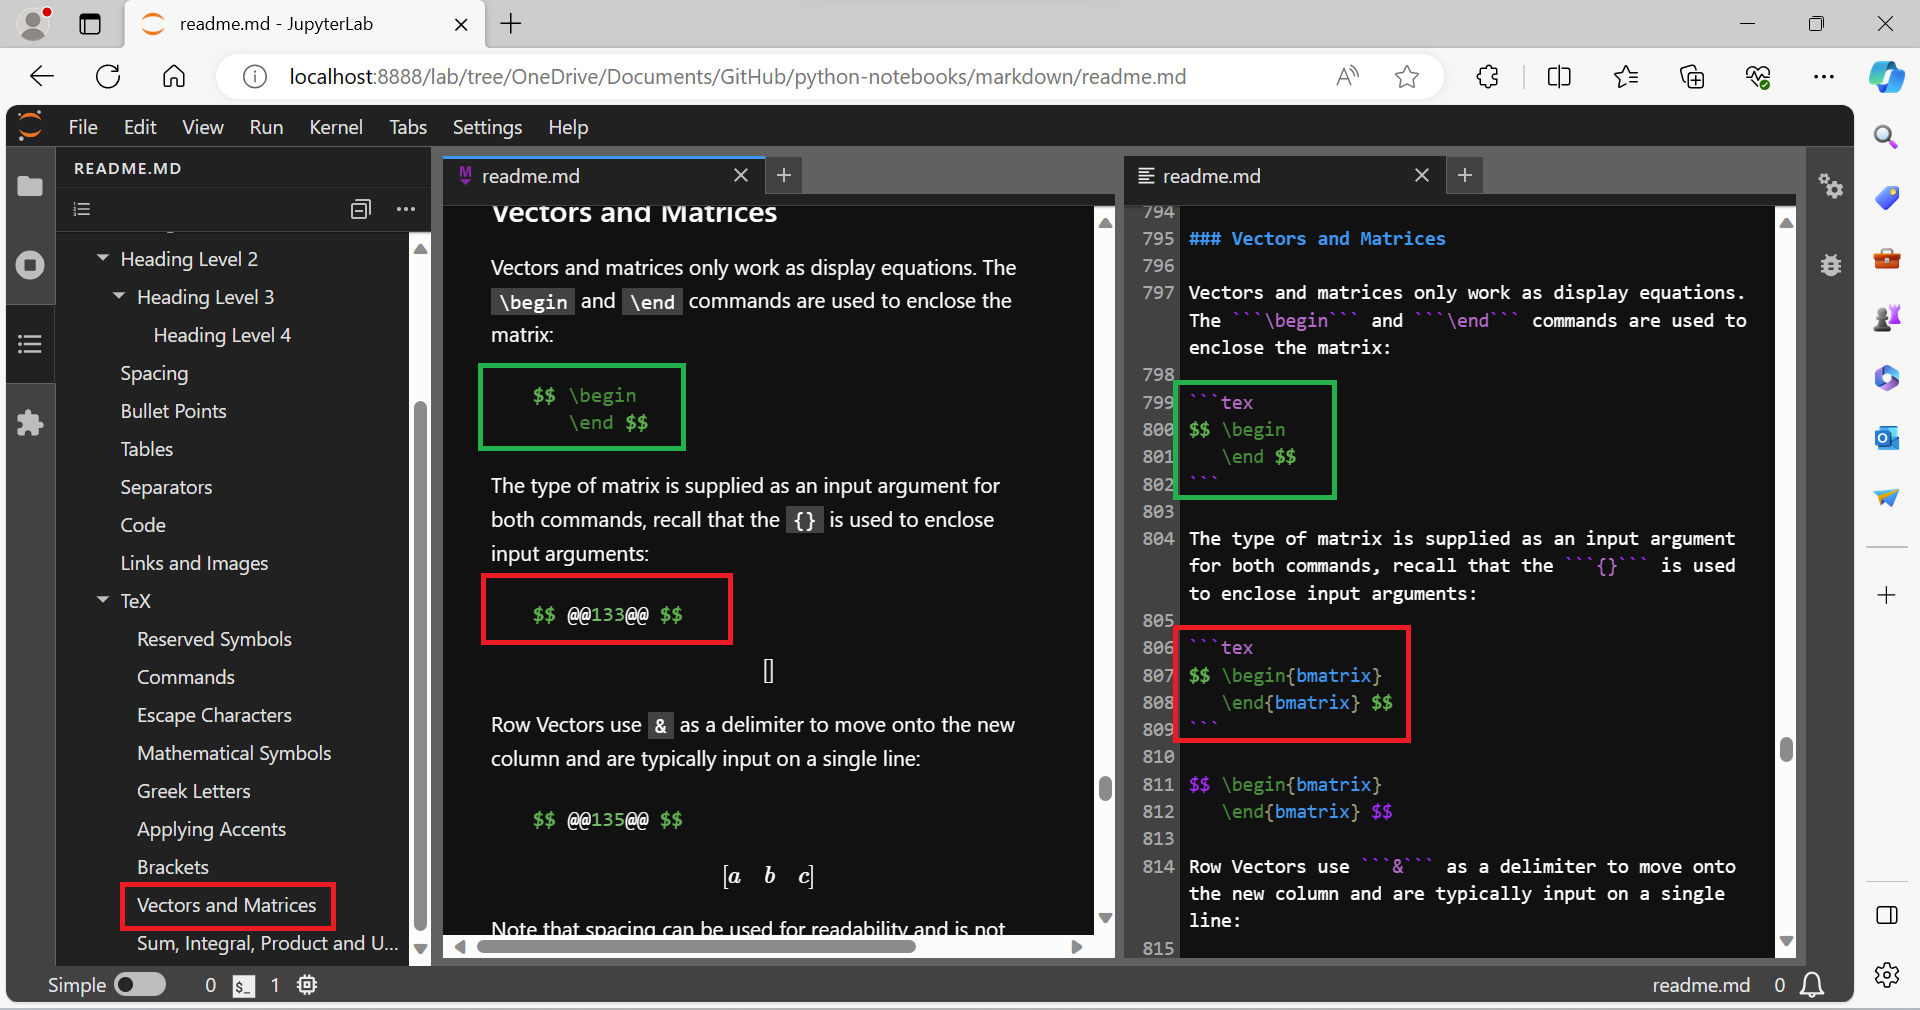 readme.md - JupyterLab
localhost:8888/lab/tree/OneDrive/Documents/GitHub/python-notebooks/markdown/readme.md
File Edit View Run Kernel Tabs Settings Help
README.MD
Heading Level 2
Heading Level 3
Heading Level 4
Spacing
Bullet Points
Tables
Separators
Code
Links and Images
TeX
Reserved Symbols
Commands
Escape Characters
Mathematical Symbols
Greek Letters
Applying Accents
Brackets
Vectors and Matrices
Sum, Integral, Product and U...
readme.md
Vectors and Matrices
Vectors and matrices only work as display equations. The
\begin and \end commands are used to enclose the
matrix:
$$ \begin
\end $$
The type of matrix is supplied as an input argument for
both commands, recall that the {} is used to enclose
input arguments:
$$ @@133@@ $$
[]
Row Vectors use & as a delimiter to move onto the new
column and are typically input on a single line:
$$ @@135@@ $$
[a b c]
Note that spacing can be used for readability and is not
readme.md
794
795 ### Vectors and Matrices
796
797 Vectors and matrices only work as display equations.
The ```\begin``` and ```\end``` commands are used to
enclose the matrix:
798
799 ```tex
800 $$ \begin
801 \end $$
802 ```
803
804 The type of matrix is supplied as an input argument
for both commands, recall that the ```{}``` is used
to enclose input arguments:
805
806 ```tex
807 $$ \begin{bmatrix}
808 \end{bmatrix} $$
809 ```
810
811 $$ \begin{bmatrix}
812 \end{bmatrix} $$
813
814 Row Vectors use ```&``` as a delimiter to move onto
the new column and are typically input on a single
line:
815
Simple 0 $_ 1
readme.md 0